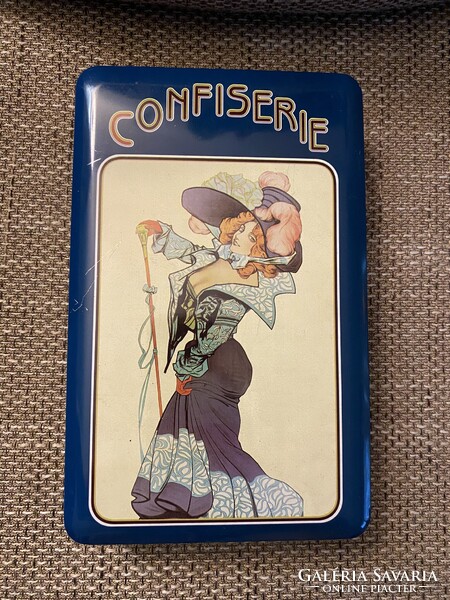 CONFISERIE
GALÉRIA SAVARIA
ONLINE PIACTÉR